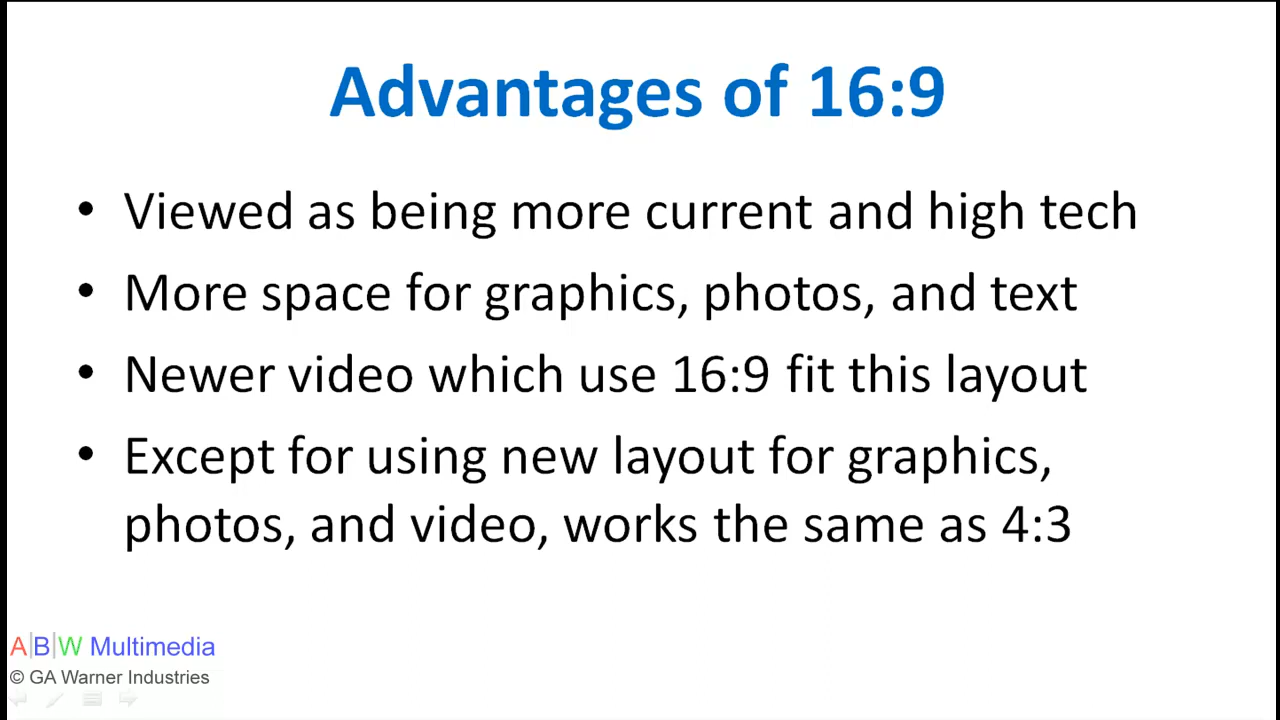 Advantages of 16:9
• Viewed as being more current and high tech
• More space for graphics, photos, and text
• Newer video which use 16:9 fit this layout
• Except for using new layout for graphics,
photos, and video, works the same as 4:3
A|B|W Multimedia
© GA Warner Industries